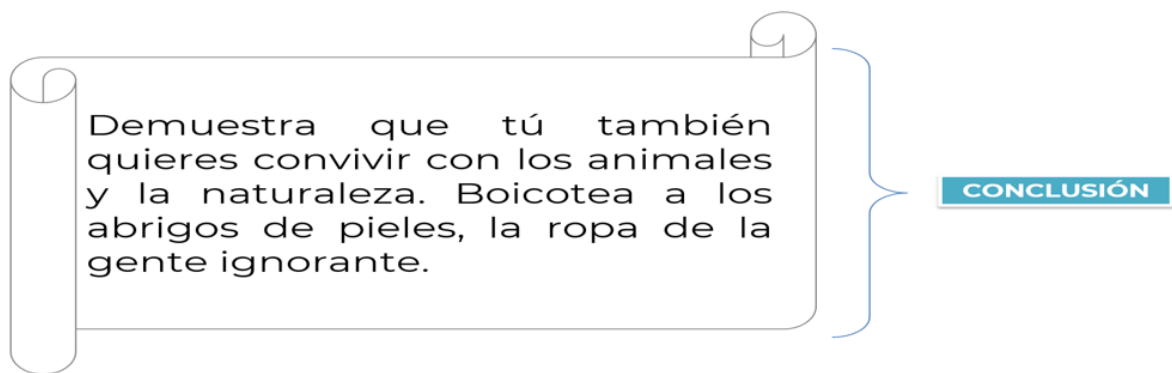 Demuestra que tú también
quieres convivir con los animales
y la naturaleza. Boicotea a los
abrigos de pieles, la ropa de la
gente ignorante.
CONCLUSIÓN